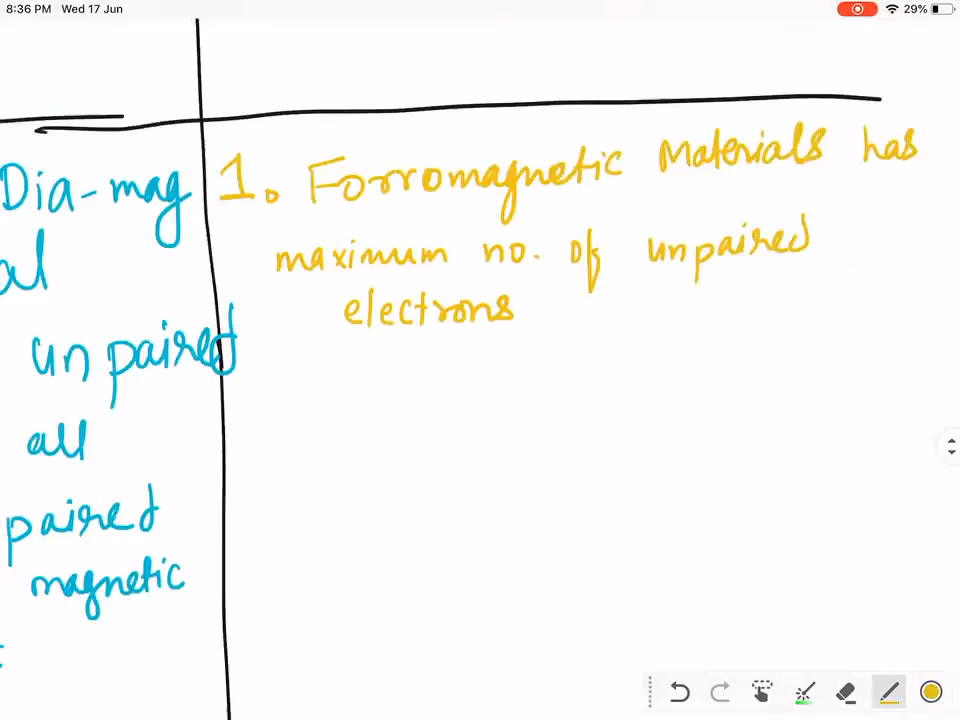 8:36 PM Wed 17 Jun
29%
Dia-mag
al
unpaired
all
paired
magnetic
1. Forromagnetic Materials has
maximum no. of unpaired
electrons